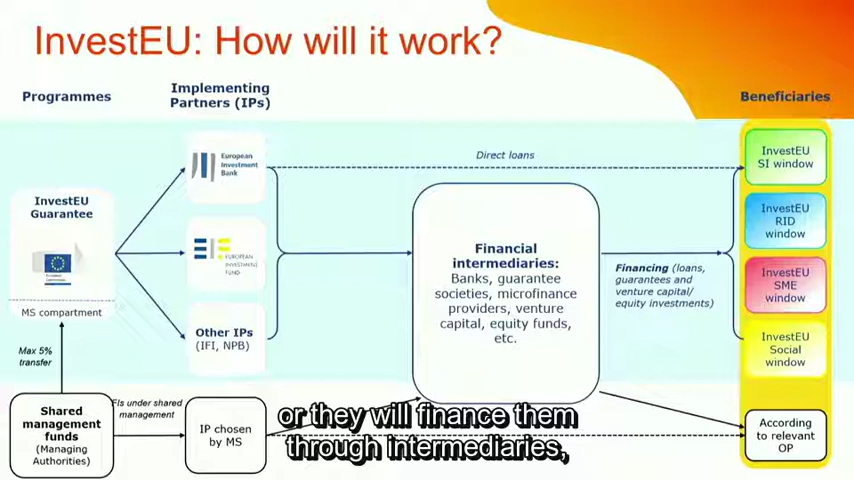 InvestEU: How will it work?
Programmes
Implementing
Partners (IPs)
Beneficiaries
InvestEU
Guarantee
European
Commission
MS compartment
Max 5%
transfer
Shared
management
funds
(Managing
Authorities)
European
Investment
Bank
EUROPEAN
INVESTMENT
FUND
Other IPs
(IFI, NPB)
FIs under shared
management
IP chosen
by MS
Direct loans
Financial
intermediaries:
Banks, guarantee
societies, microfinance
providers, venture
capital, equity funds,
etc.
Financing (loans,
guarantees and
venture capital/
equity investments)
InvestEU
SI window
InvestEU
RID
window
InvestEU
SME
window
InvestEU
Social
window
According
to relevant
OP
or they will finance them
through intermediaries,